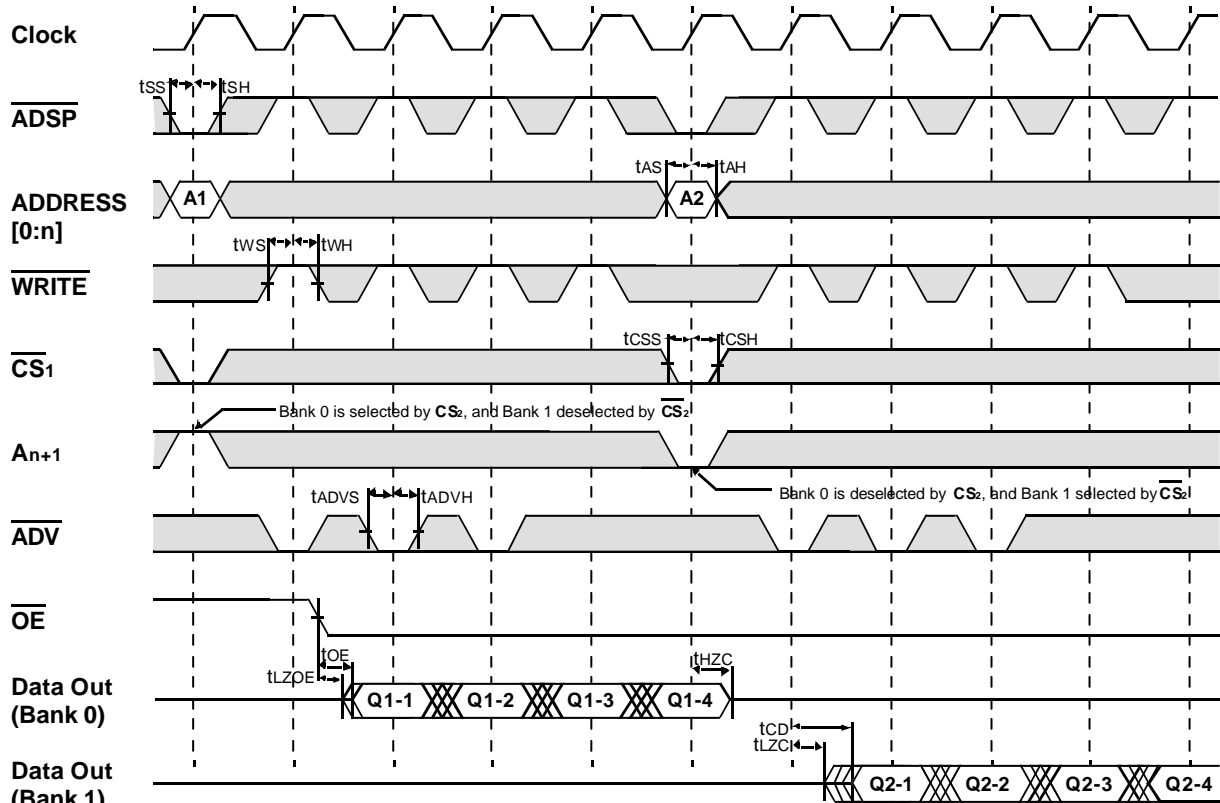 Clock
tSS tSH
ADSP
tAS tAH
ADDRESS
[0:n]
A1 A2
tWS tWH
WRITE
tCSS tCSH
CS1
Bank 0 is selected by CS2, and Bank 1 deselected by CS2
An+1
Bank 0 is deselected by CS2, and Bank 1 selected by CS2
tADVS tADVH
ADV
OE
tOE tHZC
tLZOE
Data Out
(Bank 0)
Q1-1 Q1-2 Q1-3 Q1-4
tCD
tLZC
Data Out
(Bank 1)
Q2-1 Q2-2 Q2-3 Q2-4